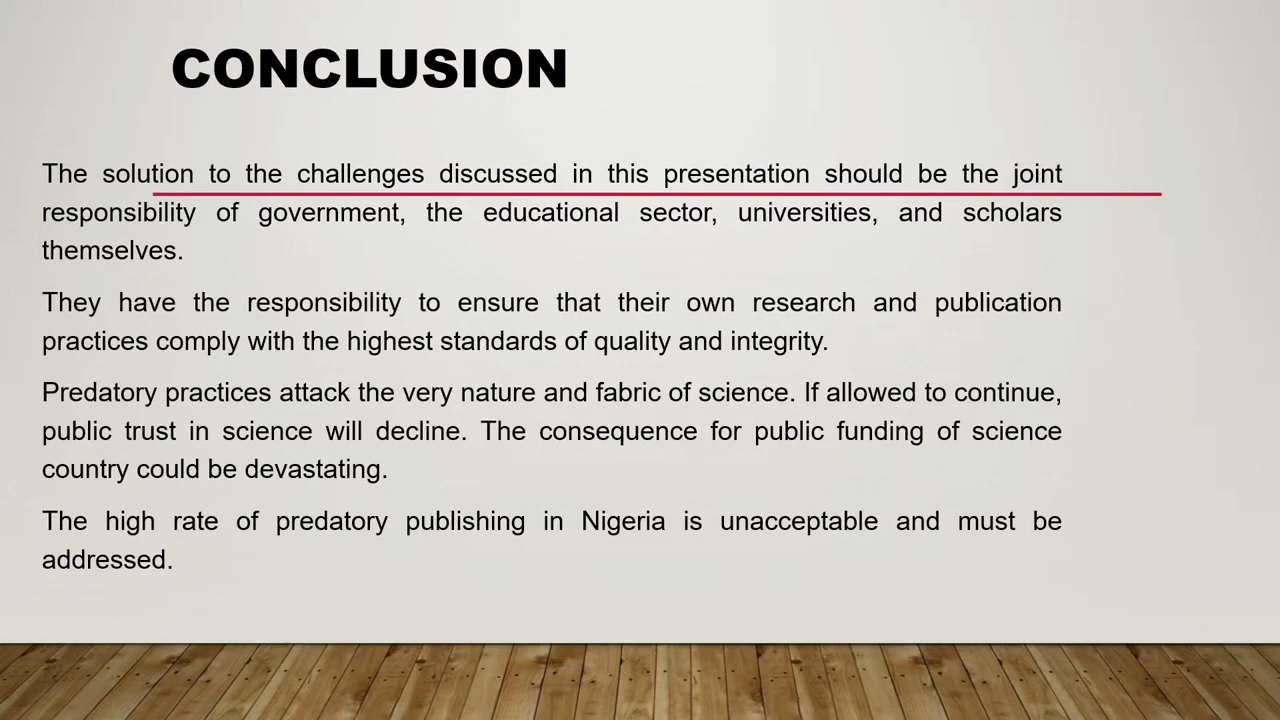 CONCLUSION
The solution to the challenges discussed in this presentation should be the joint
responsibility of government, the educational sector, universities, and scholars
themselves.
They have the responsibility to ensure that their own research and publication
practices comply with the highest standards of quality and integrity.
Predatory practices attack the very nature and fabric of science. If allowed to continue,
public trust in science will decline. The consequence for public funding of science
country could be devastating.
The high rate of predatory publishing in Nigeria is unacceptable and must be
addressed.